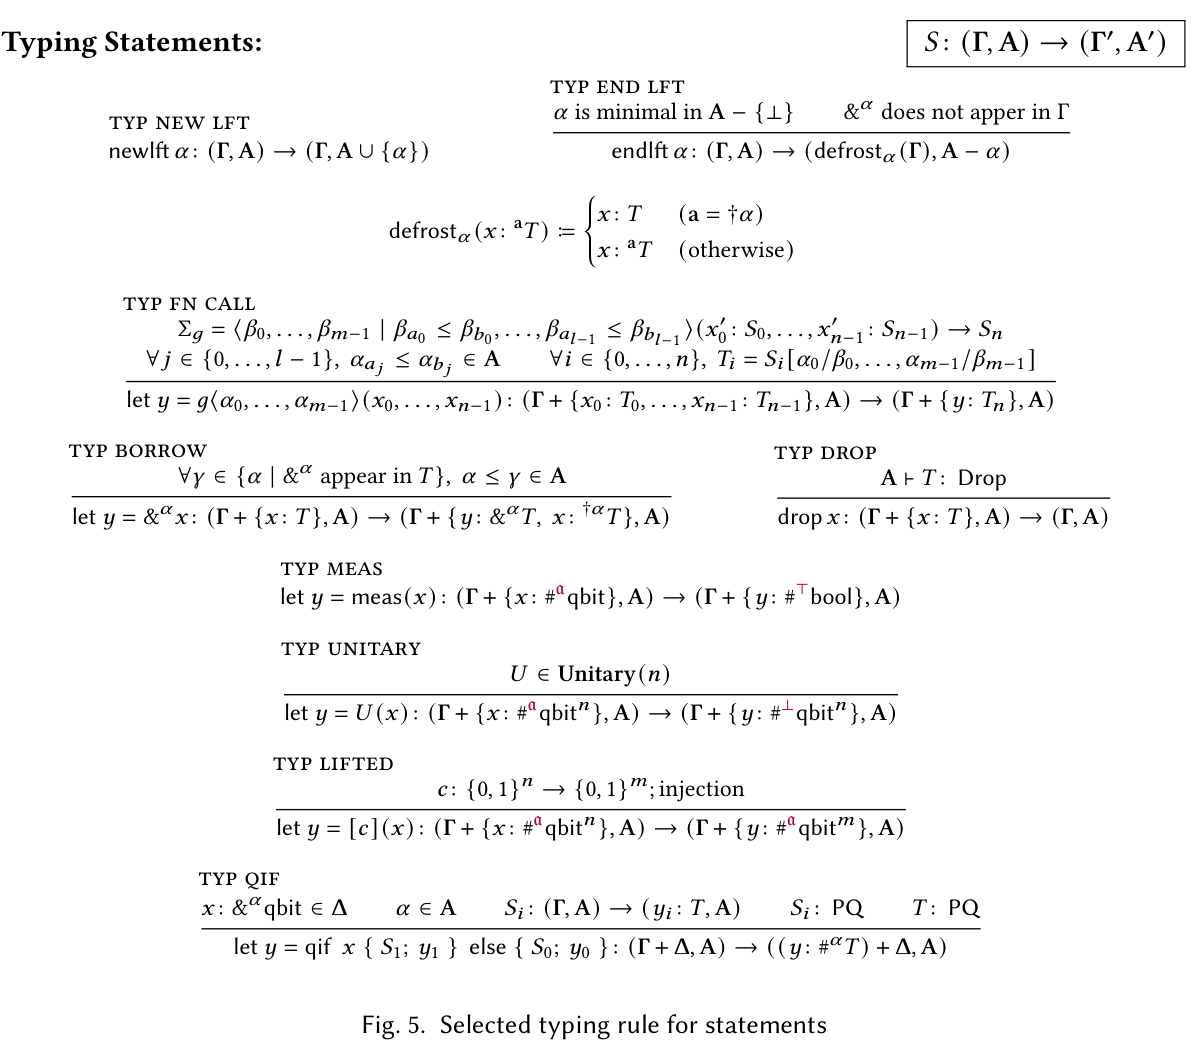 Typing Statements:
S: (Γ, A) → (Γ′, A′)
TYP NEW LFT
newlft α: (Γ, A) → (Γ, A ∪ {α})
TYP END LFT
α is minimal in A − {⊥} &^α does not apper in Γ
endlft α: (Γ, A) → (defrost_α(Γ), A − α)
defrost_α(x: ^aT) ≔ { x: T (a = †α)
x: ^aT (otherwise)
TYP FN CALL
Σ_g = ⟨β_0, …, β_{m−1} | β_{a_0} ≤ β_{b_0}, …, β_{a_{l−1}} ≤ β_{b_{l−1}}⟩(x′_0: S_0, …, x′_{n−1}: S_{n−1}) → S_n
∀j ∈ {0, …, l − 1}, α_{a_j} ≤ α_{b_j} ∈ A ∀i ∈ {0, …, n}, T_i = S_i[α_0/β_0, …, α_{m−1}/β_{m−1}]
let y = g⟨α_0, …, α_{m−1}⟩(x_0, …, x_{n−1}): (Γ + {x_0: T_0, …, x_{n−1}: T_{n−1}}, A) → (Γ + {y: T_n}, A)
TYP BORROW
∀γ ∈ {α | &^α appear in T}, α ≤ γ ∈ A
let y = &^α x: (Γ + {x: T}, A) → (Γ + {y: &^αT, x: ^{†α}T}, A)
TYP DROP
A ⊢ T: Drop
drop x: (Γ + {x: T}, A) → (Γ, A)
TYP MEAS
let y = meas(x): (Γ + {x: #^𝔞 qbit}, A) → (Γ + {y: #^⊤ bool}, A)
TYP UNITARY
U ∈ Unitary(n)
let y = U(x): (Γ + {x: #^𝔞 qbit^n}, A) → (Γ + {y: #^⊥ qbit^n}, A)
TYP LIFTED
c: {0, 1}^n → {0, 1}^m; injection
let y = [c](x): (Γ + {x: #^𝔞 qbit^n}, A) → (Γ + {y: #^𝔞 qbit^m}, A)
TYP QIF
x: &^α qbit ∈ Δ α ∈ A S_i: (Γ, A) → (y_i: T, A) S_i: PQ T: PQ
let y = qif x { S_1; y_1 } else { S_0; y_0 }: (Γ + Δ, A) → ((y: #^αT) + Δ, A)
Fig. 5. Selected typing rule for statements